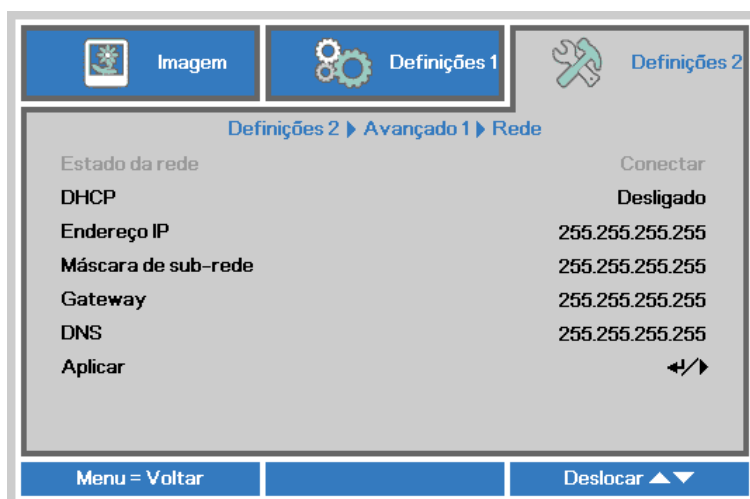 Imagem
Definições 1
Definições 2
Definições 2 Avançado 1 Rede
Estado da rede Conectar
DHCP Desligado
Endereço IP 255.255.255.255
Máscara de sub-rede 255.255.255.255
Gateway 255.255.255.255
DNS 255.255.255.255
Aplicar
Menu = Voltar
Deslocar